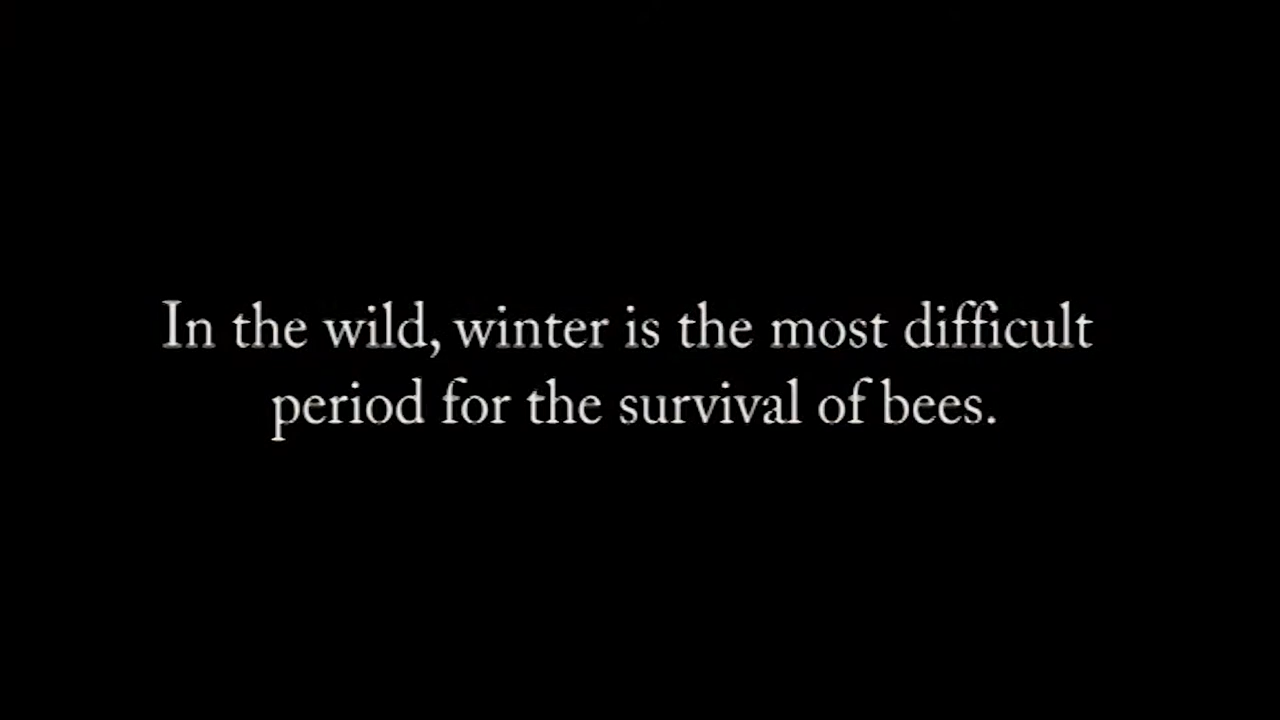 In the wild, winter is the most difficult
period for the survival of bees.